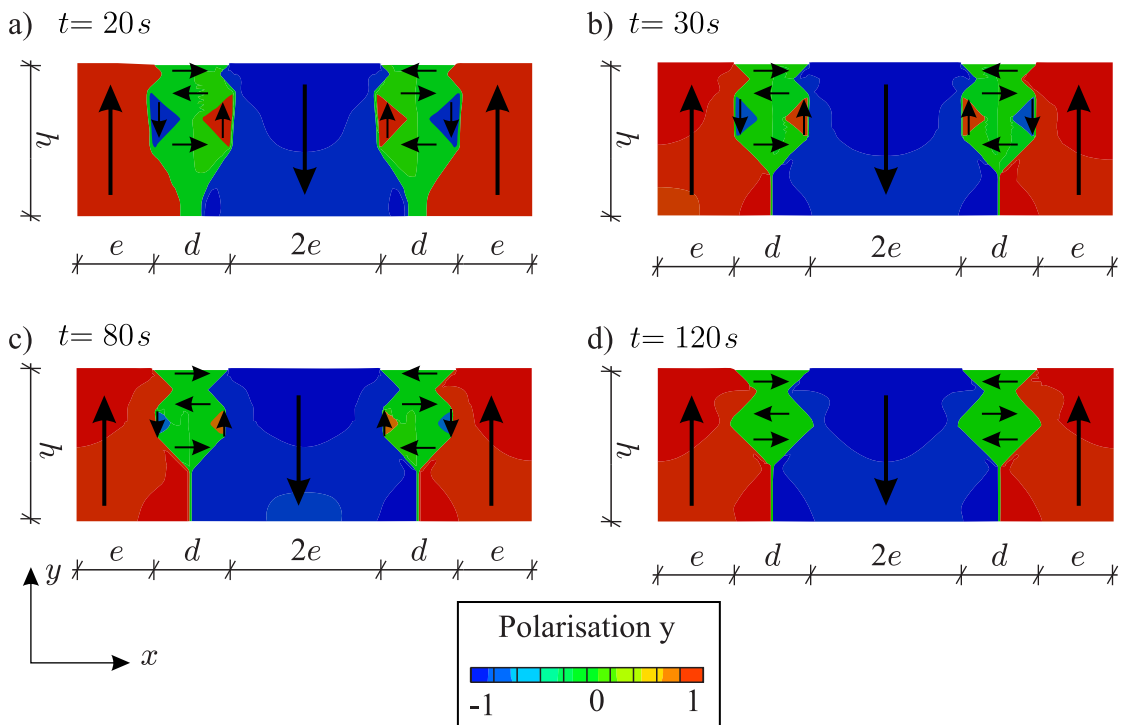 a) t= 20 s
b) t= 30 s
h
h
e d 2e d e
e d 2e d e
c) t= 80 s
d) t= 120 s
h
h
e d 2e d e
e d 2e d e
y
x
Polarisation y
-1 0 1